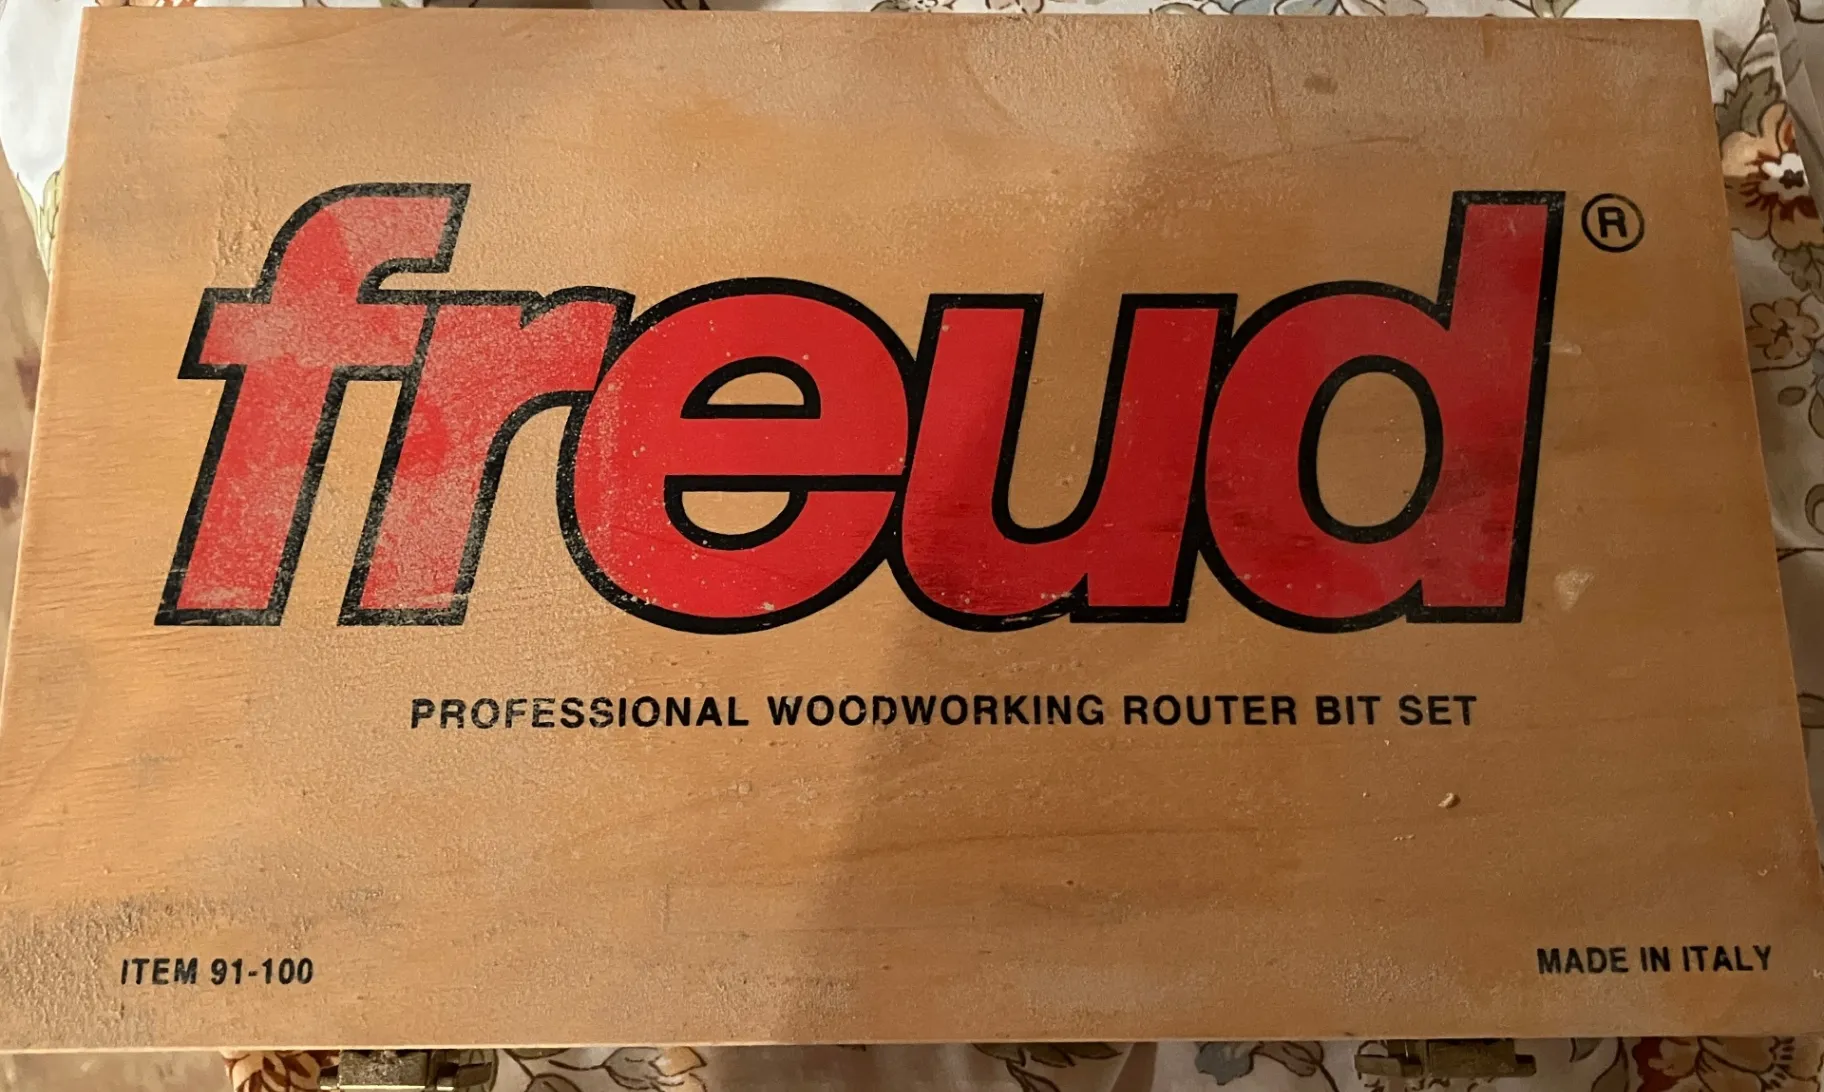 freud®
PROFESSIONAL WOODWORKING ROUTER BIT SET
ITEM 91-100
MADE IN ITALY